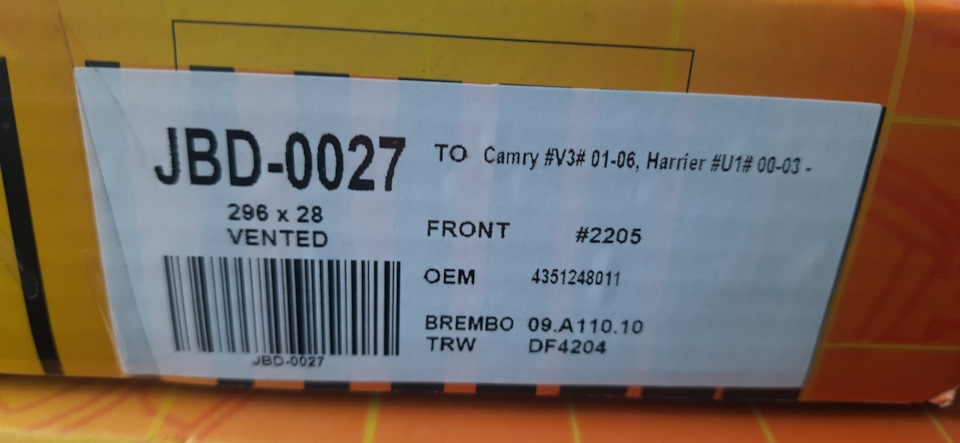 JBD-0027
296 x 28
VENTED
JBD-0027
TO Camry #V3# 01-06, Harrier #U1# 00-03 -
FRONT #2205
OEM 4351248011
BREMBO 09.A110.10
TRW DF4204